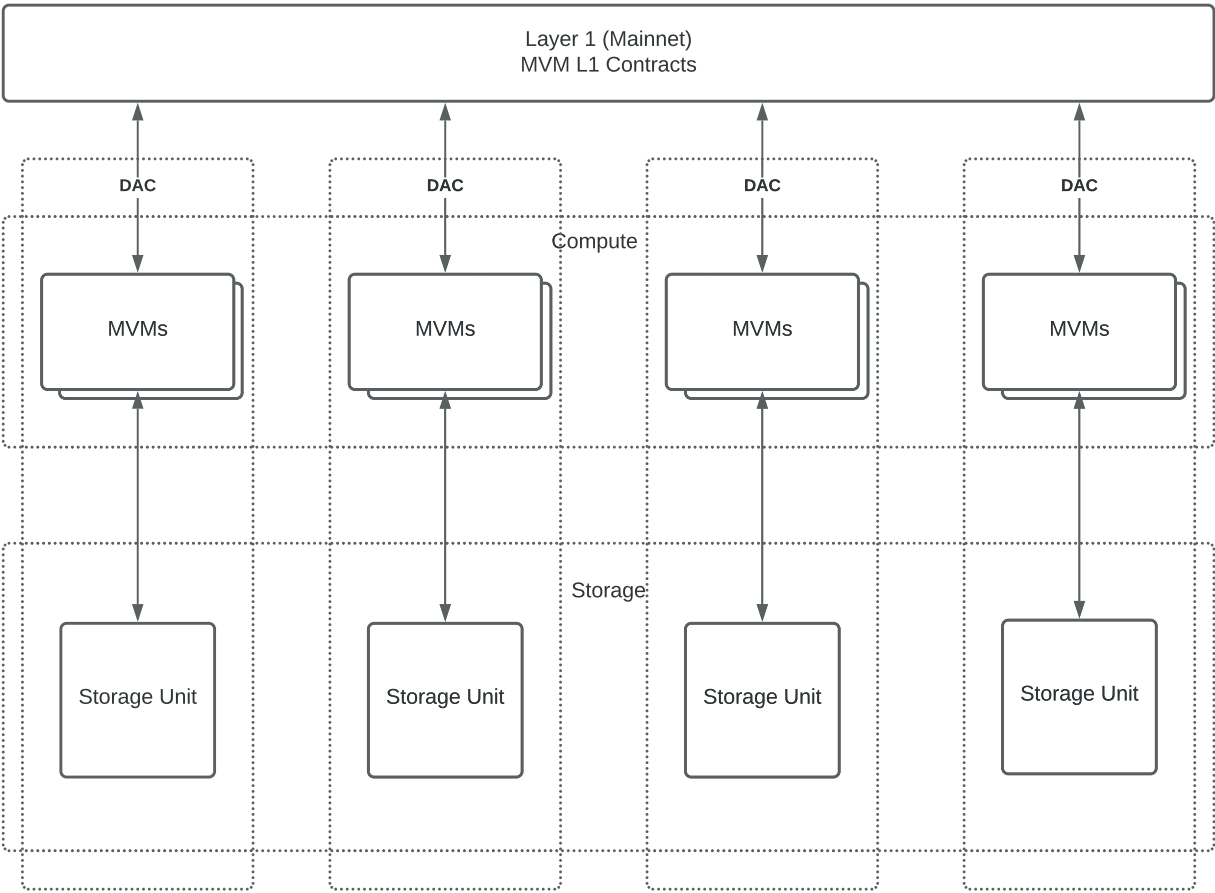 Layer 1 (Mainnet)
MVM L1 Contracts
DAC
DAC
DAC
DAC
Compute
MVMs
MVMs
MVMs
MVMs
Storage
Storage Unit
Storage Unit
Storage Unit
Storage Unit